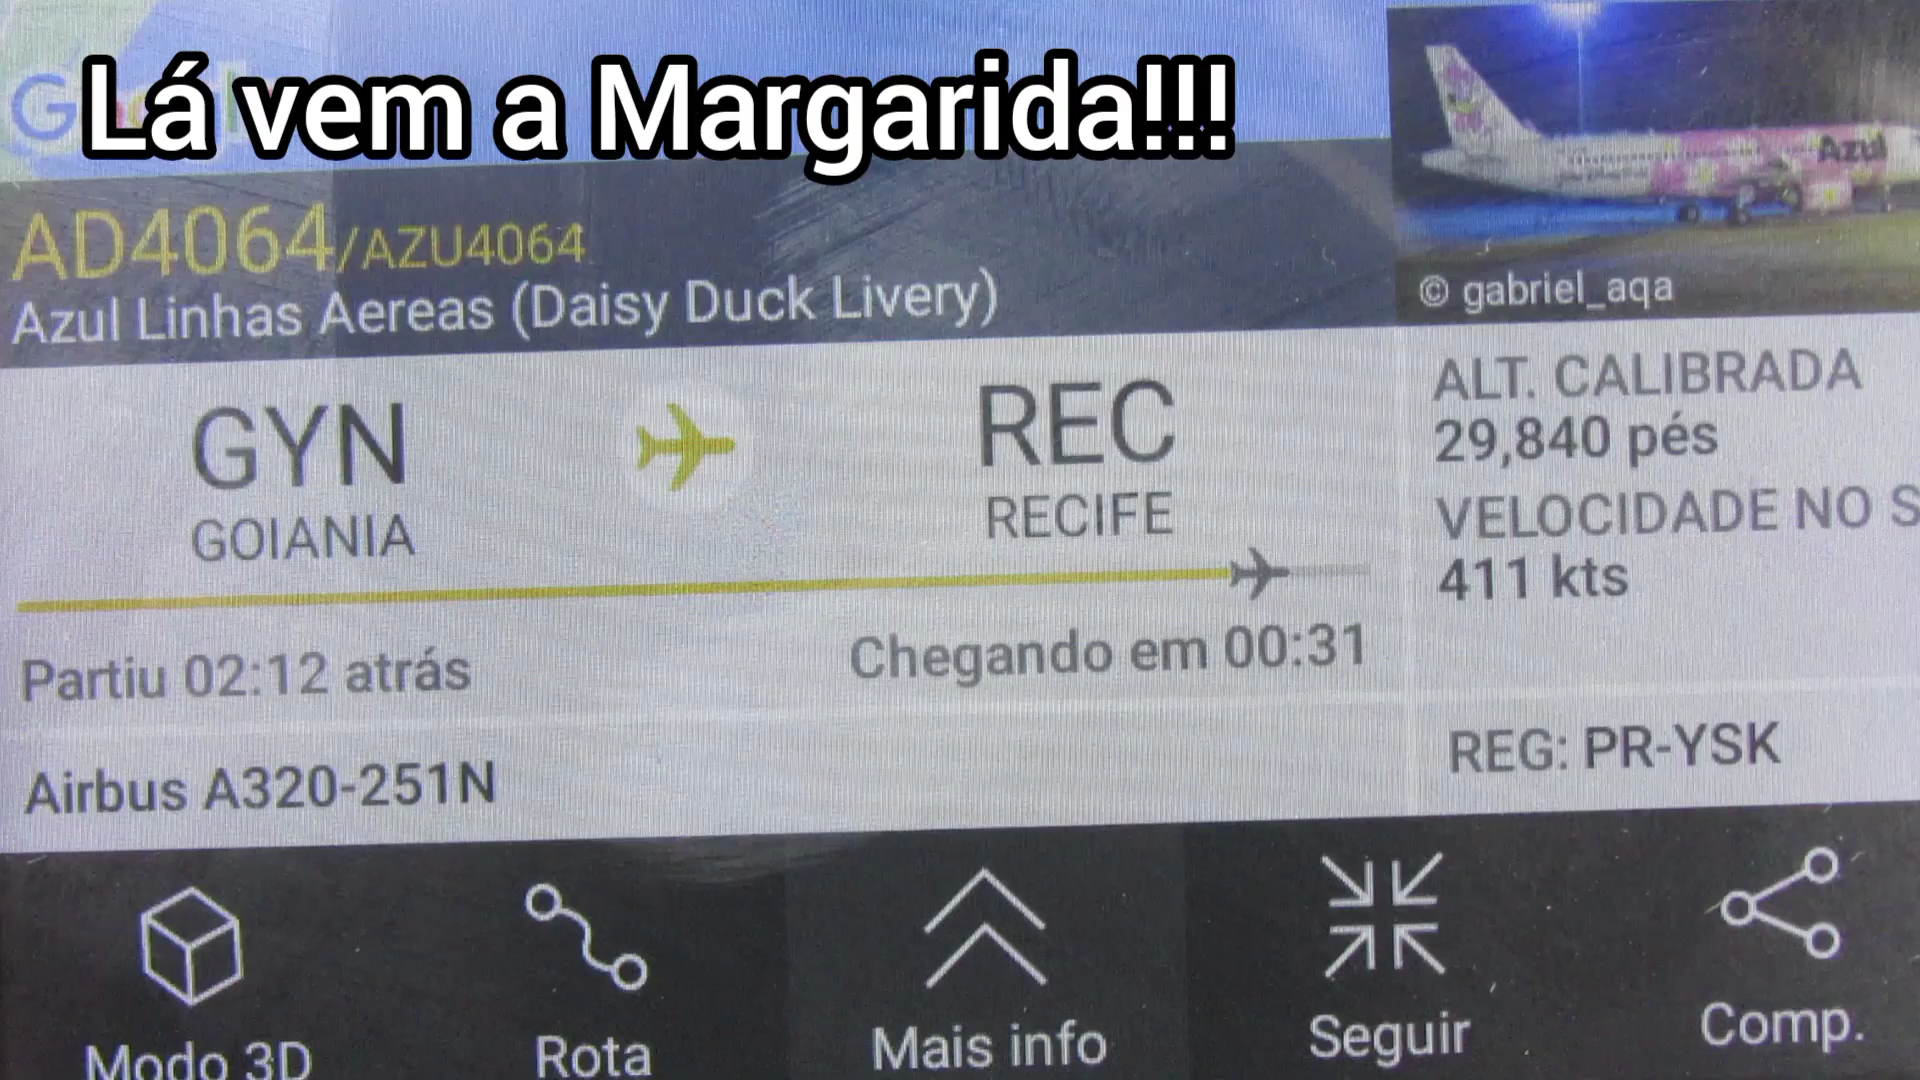 Lá vem a Margarida!!!
AD4064/AZU4064
Azul Linhas Aereas (Daisy Duck Livery)
Azul
© gabriel_aqa
GYN
GOIANIA
REC
RECIFE
ALT. CALIBRADA
29,840 pés
VELOCIDADE NO S
411 kts
Partiu 02:12 atrás
Chegando em 00:31
Airbus A320-251N
REG: PR-YSK
Modo 3D
Rota
Mais info
Seguir
Comp.